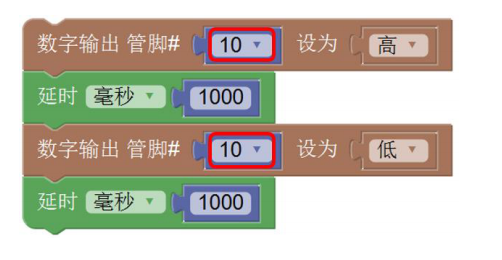 数字输出 管脚# 10 设为 高
延时 毫秒 1000
数字输出 管脚# 10 设为 低
延时 毫秒 1000